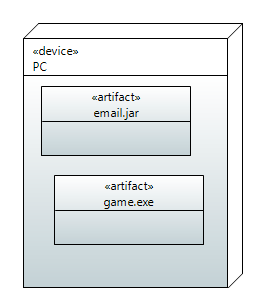 «device»
PC
«artifact»
email.jar
«artifact»
game.exe